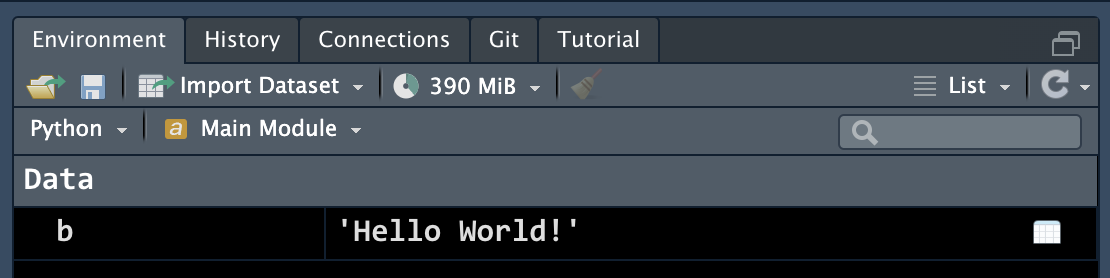 Environment History Connections Git Tutorial
Import Dataset 390 MiB List
Python a Main Module
Data
b 'Hello World!'